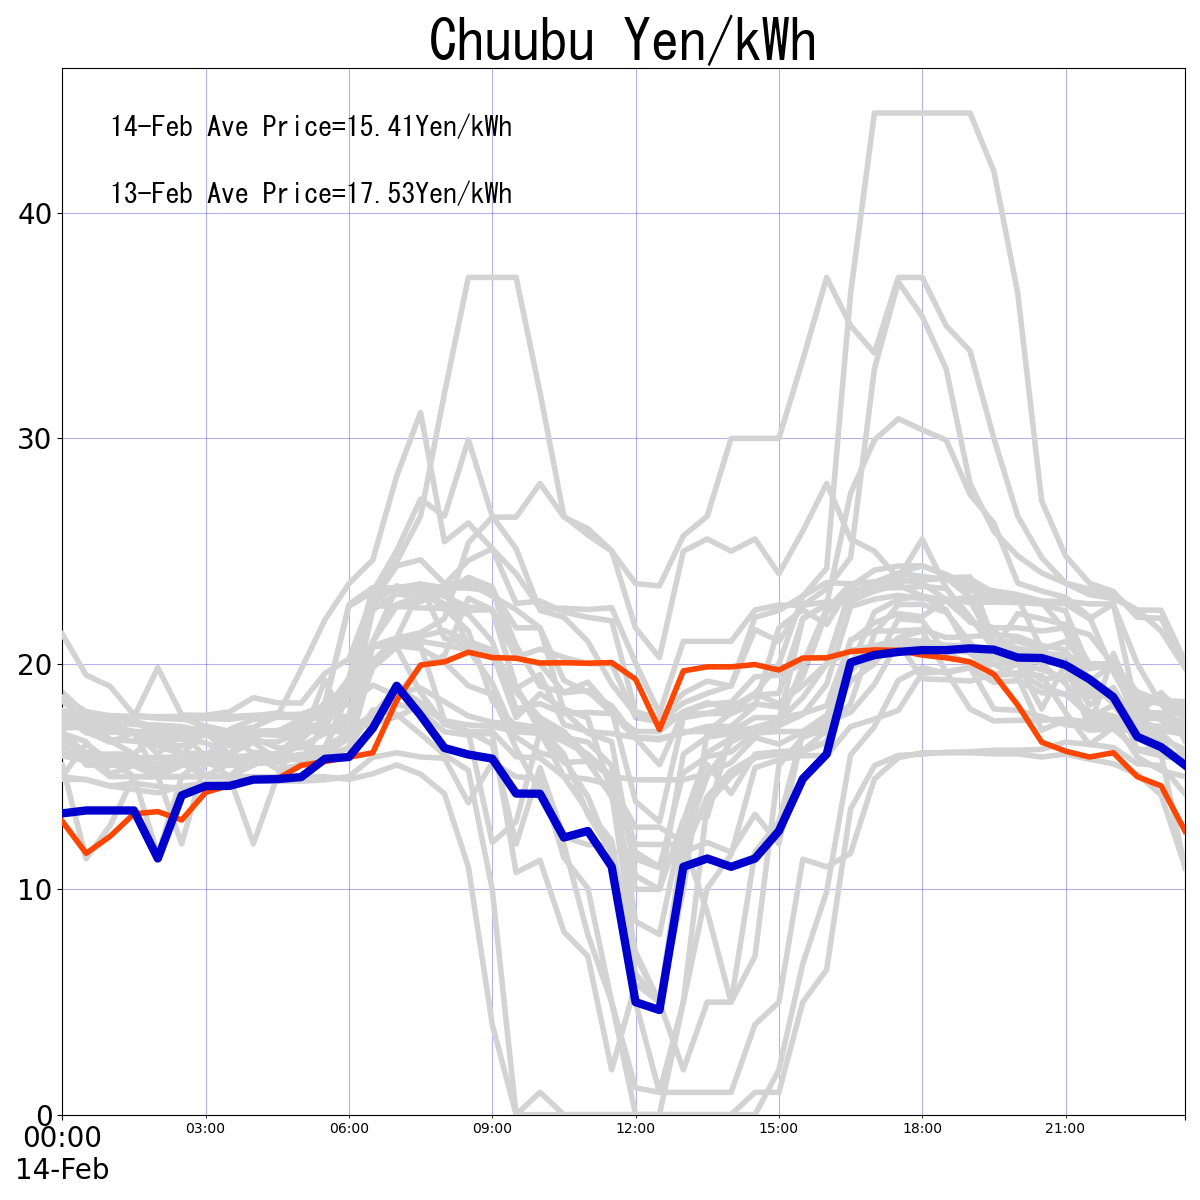 Chuubu Yen/kWh
14-Feb Ave Price=15.41Yen/kWh
13-Feb Ave Price=17.53Yen/kWh
40
30
20
10
0
00:00 03:00 06:00 09:00 12:00 15:00 18:00 21:00
14-Feb